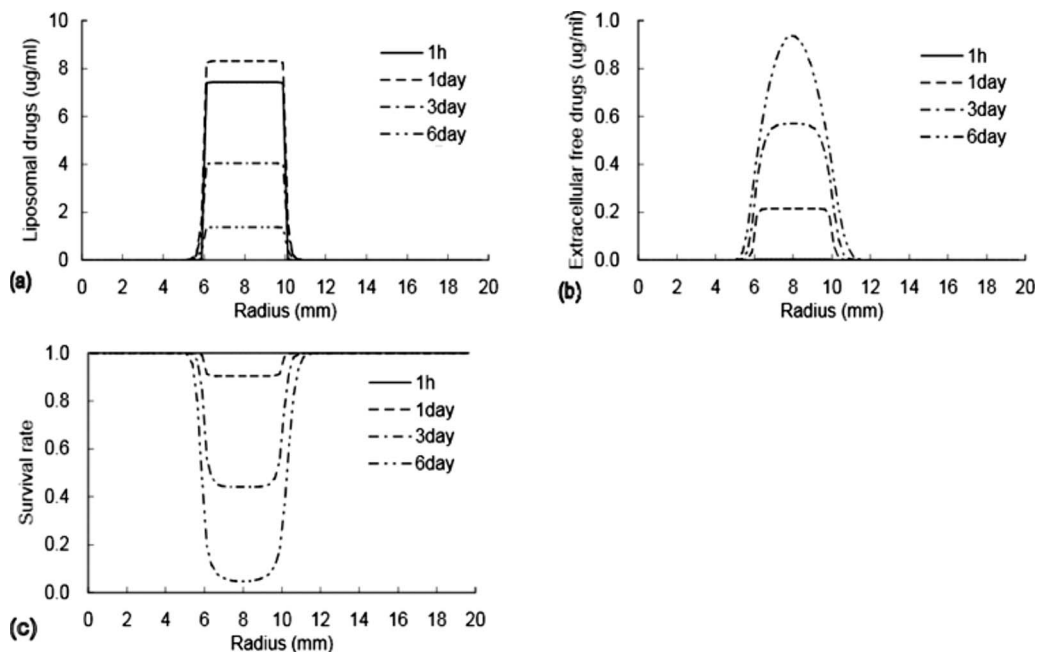 Liposomal drugs (ug/ml)
10
8
6
4
2
0
0 2 4 6 8 10 12 14 16 18 20
Radius (mm)
1h
1day
3day
6day
(a)
Extracellular free drugs (ug/ml)
1.0
0.8
0.6
0.4
0.2
0.0
0 2 4 6 8 10 12 14 16 18 20
Radius (mm)
1h
1day
3day
6day
(b)
Survival rate
1.0
0.8
0.6
0.4
0.2
0.0
0 2 4 6 8 10 12 14 16 18 20
Radius (mm)
1h
1day
3day
6day
(c)